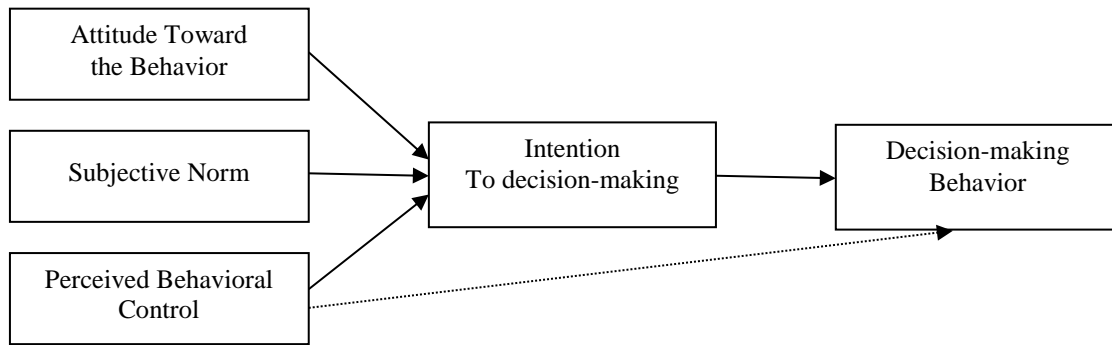 Attitude Toward
the Behavior
Subjective Norm
Perceived Behavioral
Control
Intention
To decision-making
Decision-making
Behavior